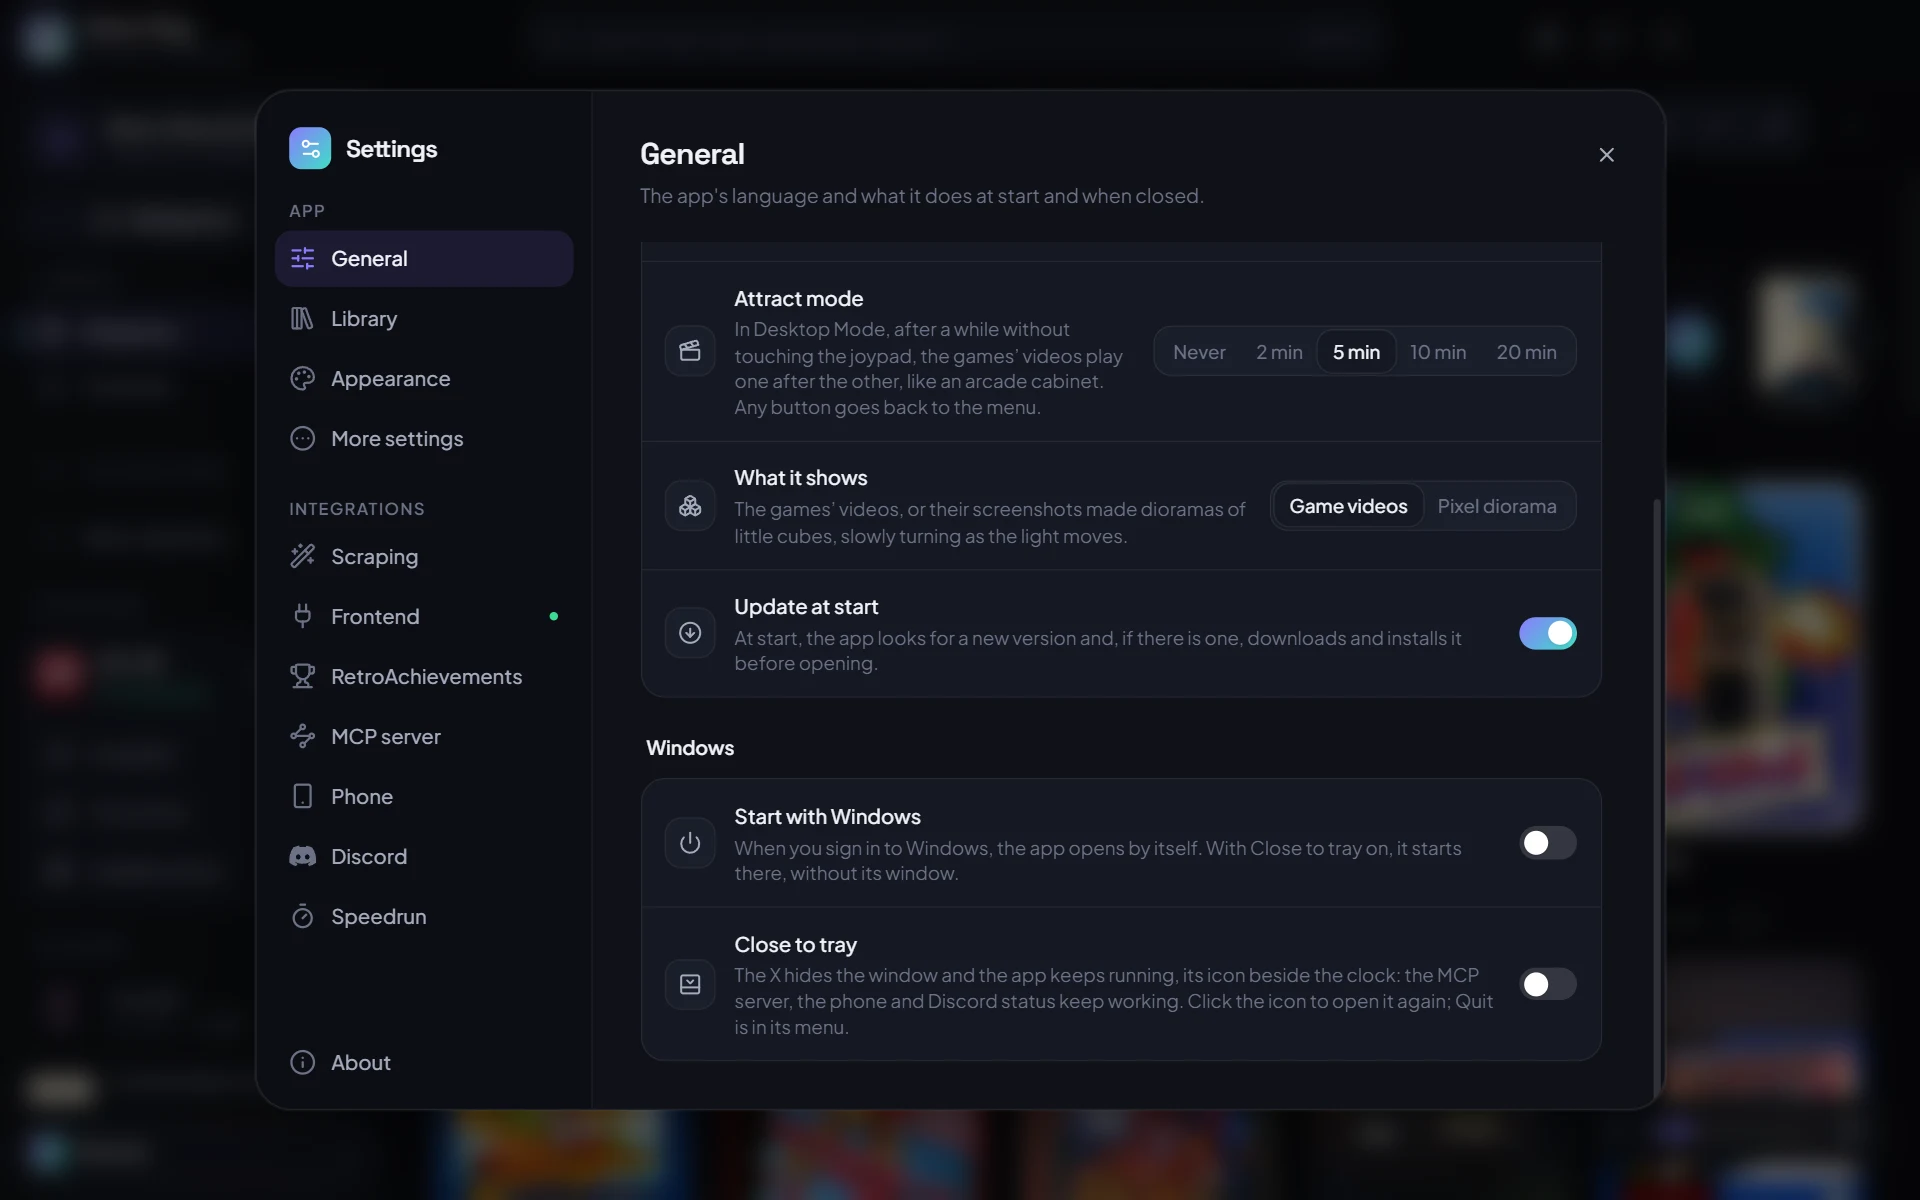 Settings
APP
General
Library
Appearance
More settings
INTEGRATIONS
Scraping
Frontend
RetroAchievements
MCP server
Phone
Discord
Speedrun
About
General
The app's language and what it does at start and when closed.
Attract mode
In Desktop Mode, after a while without
touching the joypad, the games’ videos play
one after the other, like an arcade cabinet.
Any button goes back to the menu.
Never 2 min 5 min 10 min 20 min
What it shows
The games’ videos, or their screenshots made dioramas of
little cubes, slowly turning as the light moves.
Game videos Pixel diorama
Update at start
At start, the app looks for a new version and, if there is one, downloads and installs it
before opening.
Windows
Start with Windows
When you sign in to Windows, the app opens by itself. With Close to tray on, it starts
there, without its window.
Close to tray
The X hides the window and the app keeps running, its icon beside the clock: the MCP
server, the phone and Discord status keep working. Click the icon to open it again; Quit
is in its menu.